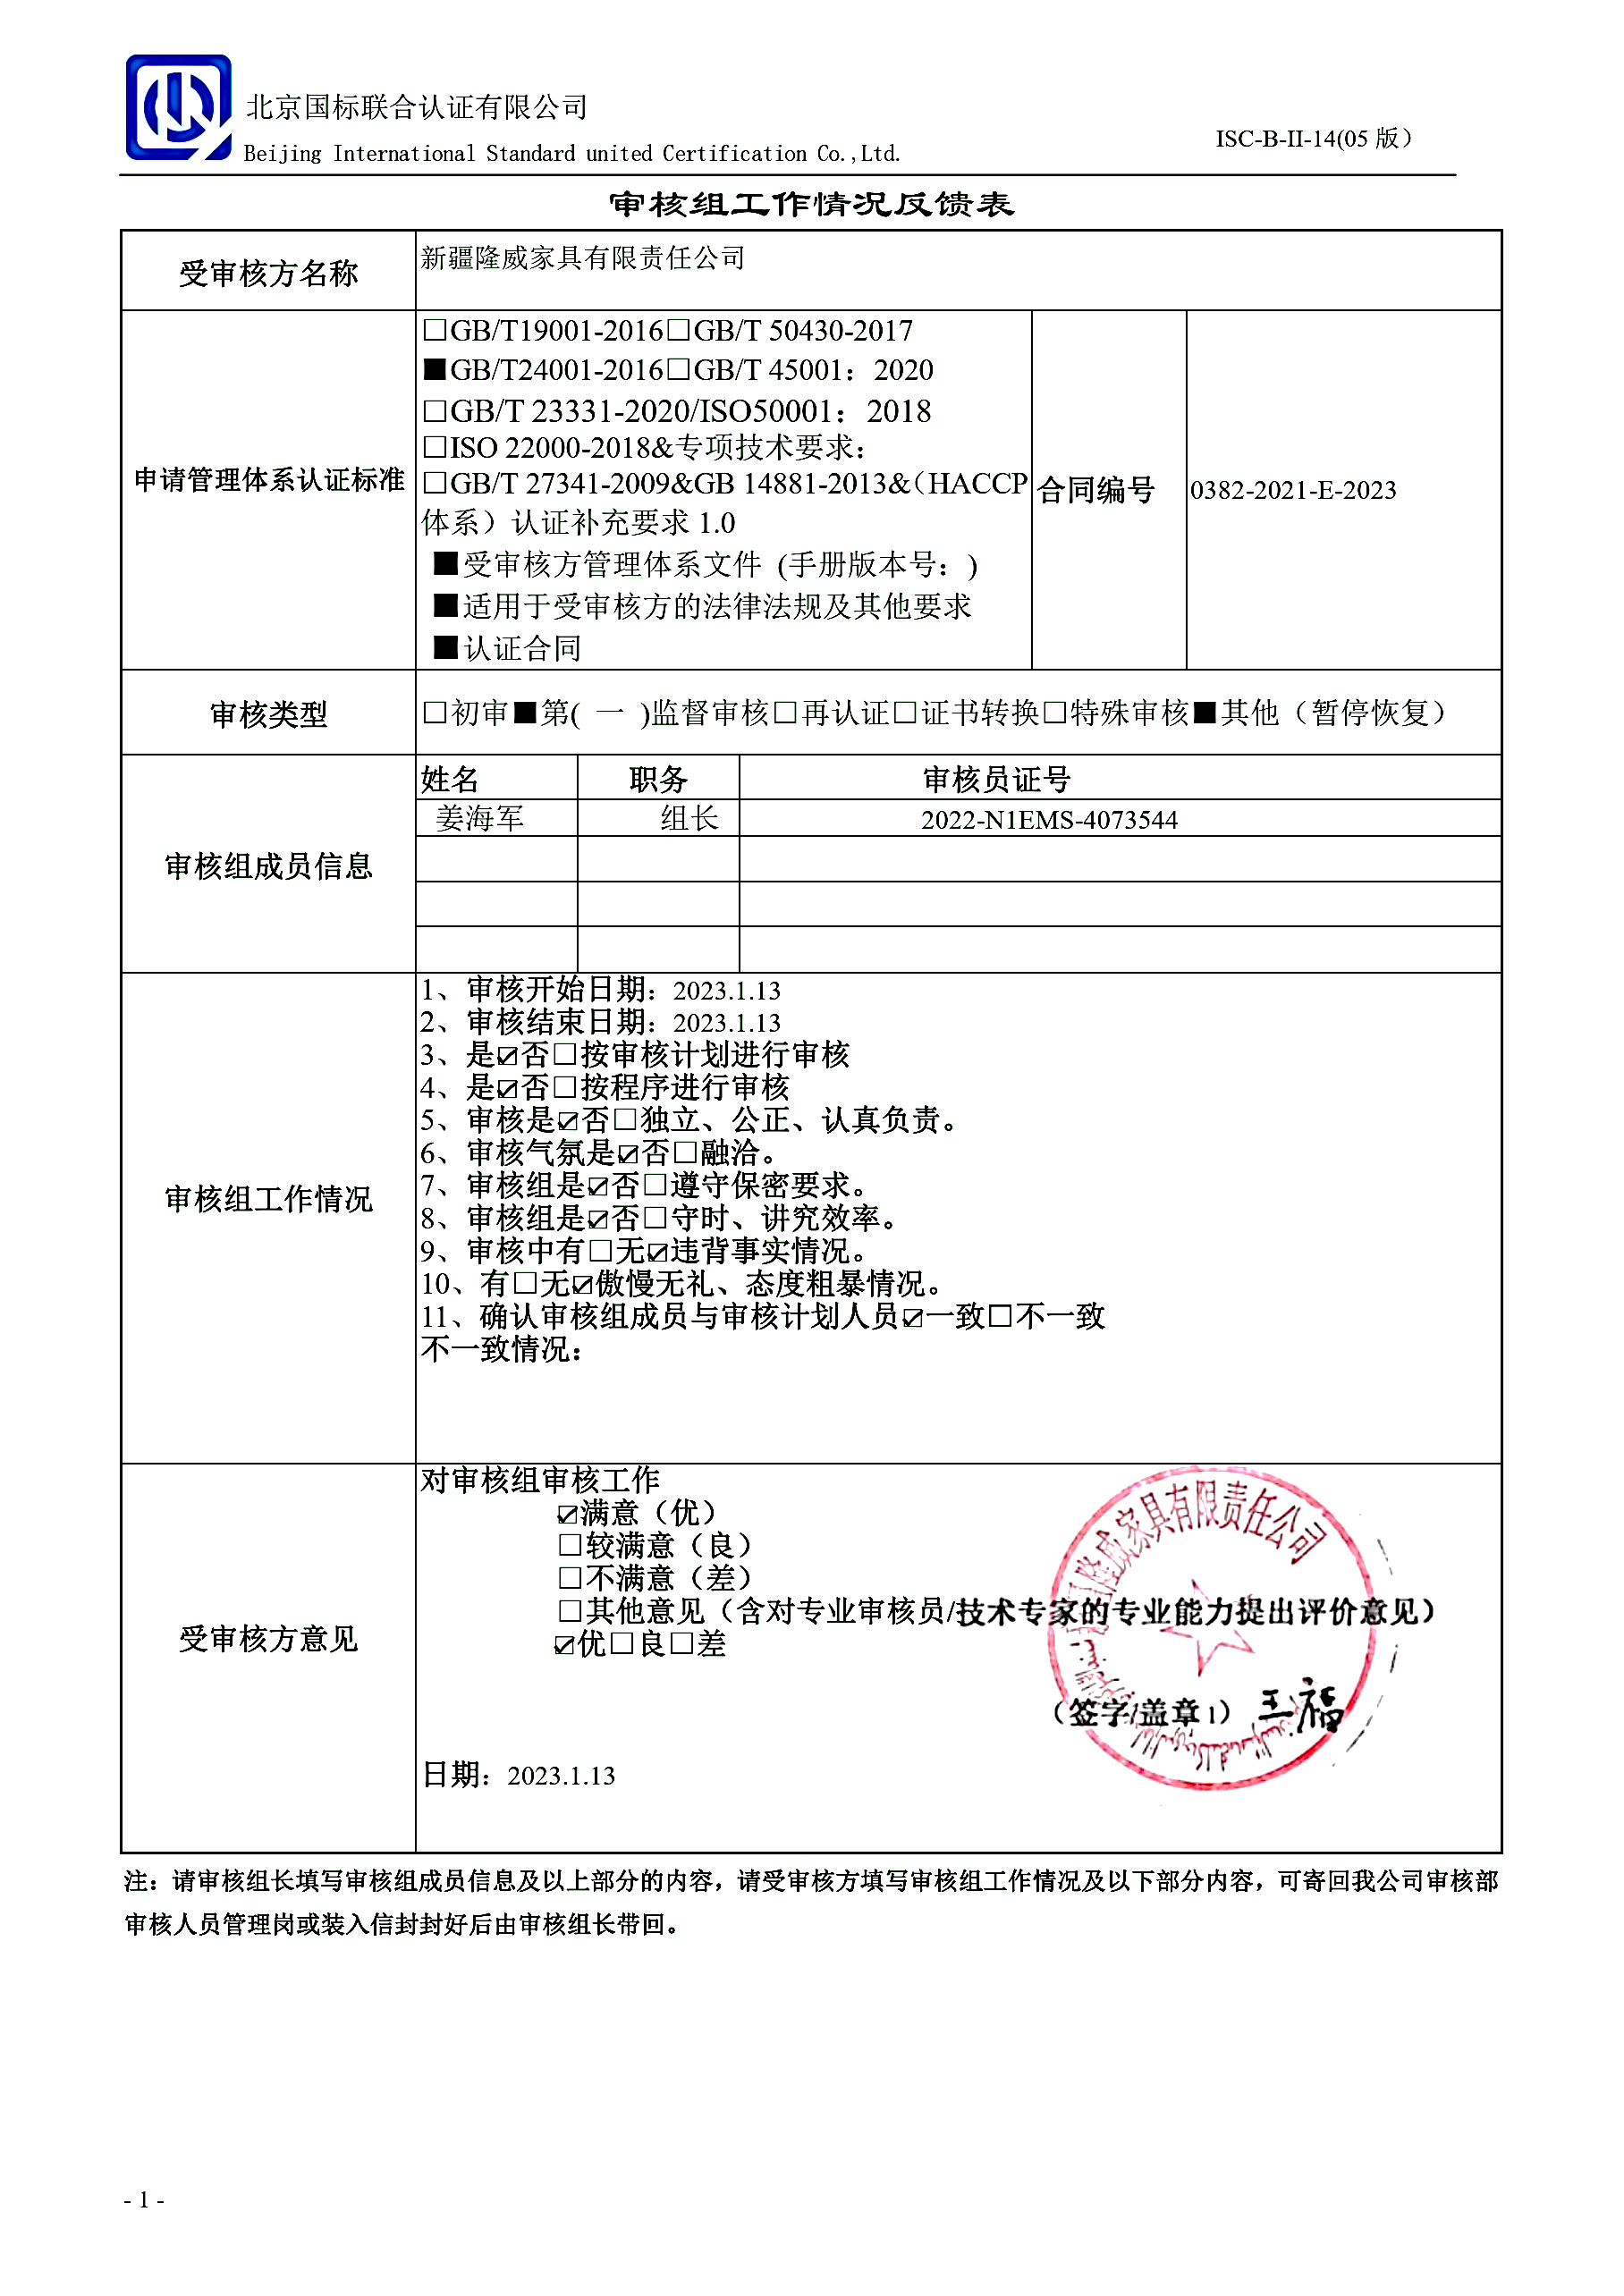 北京国标联合认证有限公司
Beijing International Standard united Certification Co.,Ltd.
ISC-B-II-14(05 版）
审核组工作情况反馈表
受审核方名称
新疆隆威家具有限责任公司
申请管理体系认证标准
□GB/T19001-2016□GB/T 50430-2017
■GB/T24001-2016□GB/T 45001：2020
□GB/T 23331-2020/ISO50001：2018
□ISO 22000-2018&专项技术要求：
□GB/T 27341-2009&GB 14881-2013&（HACCP
体系）认证补充要求 1.0
■受审核方管理体系文件（手册版本号：）
■适用于受审核方的法律法规及其他要求
■认证合同
合同编号
0382-2021-E-2023
审核类型
□初审■第( 一 )监督审核□再认证□证书转换□特殊审核■其他（暂停恢复）
审核组成员信息
姓名 职务 审核员证号
姜海军 组长 2022-N1EMS-4073544
审核组工作情况
1、审核开始日期：2023.1.13
2、审核结束日期：2023.1.13
3、是☑否□按审核计划进行审核
4、是☑否□按程序进行审核
5、审核是☑否□独立、公正、认真负责。
6、审核气氛是☑否□融洽。
7、审核组是☑否□遵守保密要求。
8、审核组是☑否□守时、讲究效率。
9、审核中有□无☑违背事实情况。
10、有□无☑傲慢无礼、态度粗暴情况。
11、确认审核组成员与审核计划人员☑一致□不一致
不一致情况：
受审核方意见
对审核组审核工作
☑满意（优）
□较满意（良）
□不满意（差）
□其他意见（含对专业审核员/技术专家的专业能力提出评价意见）
☑优□良□差
隆威家具有限责任公司
（签字/盖章1） 王福
日期：2023.1.13
注：请审核组长填写审核组成员信息及以上部分的内容，请受审核方填写审核组工作情况及以下部分内容，可寄回我公司审核部
审核人员管理岗或装入信封封好后由审核组长带回。
- 1 -